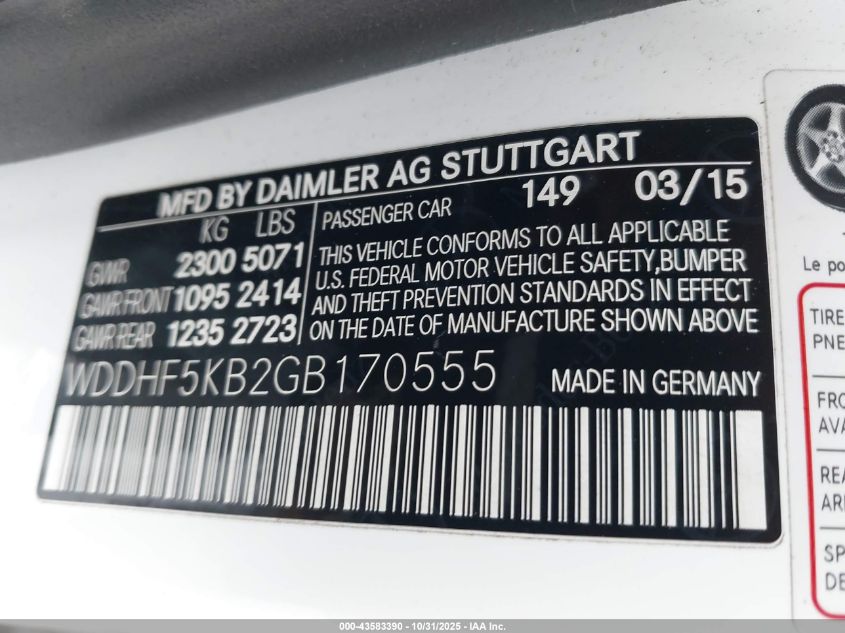 MFD BY DAIMLER AG STUTTGART
KG LBS
PASSENGER CAR 149 03/15
GWR 2300 5071
GAWR FRONT 1095 2414
GAWR REAR 1235 2723
THIS VEHICLE CONFORMS TO ALL APPLICABLE
U.S. FEDERAL MOTOR VEHICLE SAFETY,BUMPER
AND THEFT PREVENTION STANDARDS IN EFFECT
ON THE DATE OF MANUFACTURE SHOWN ABOVE
WDDHF5KB2GB170555 MADE IN GERMANY
Le po
TIRE
PNE
FRO
AVA
REA
ARR
SP
DE
000-43583390 - 10/31/2025 - IAA Inc.